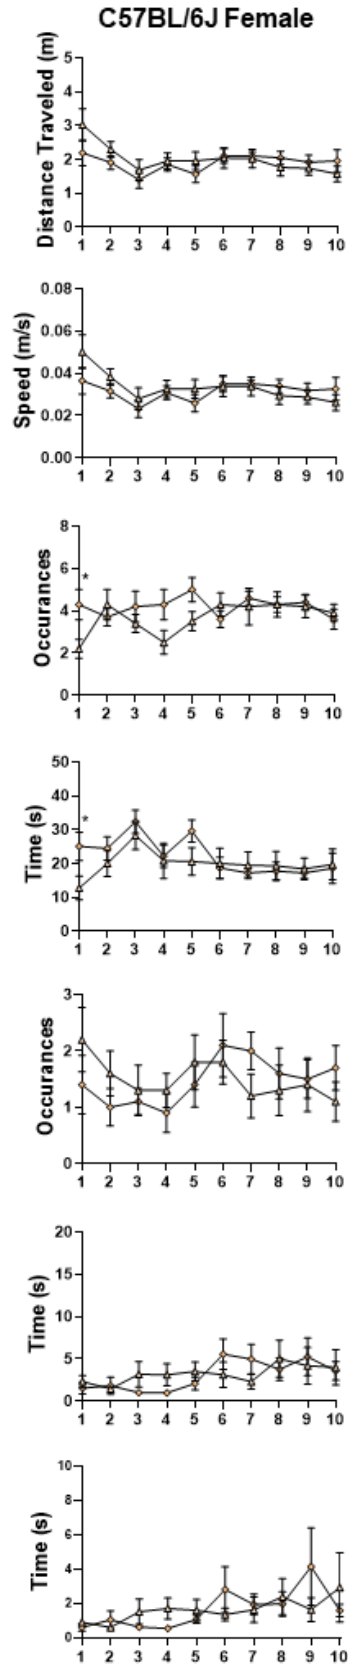 C57BL/6J Female
Distance Traveled (m)
5
4
3
2
1
0
1 2 3 4 5 6 7 8 9 10
Speed (m/s)
0.08
0.06
0.04
0.02
0.00
1 2 3 4 5 6 7 8 9 10
Occurances
8
6
4
2
0
*
1 2 3 4 5 6 7 8 9 10
Time (s)
50
40
30
20
10
0
*
1 2 3 4 5 6 7 8 9 10
Occurances
3
2
1
0
1 2 3 4 5 6 7 8 9 10
Time (s)
20
15
10
5
0
1 2 3 4 5 6 7 8 9 10
Time (s)
10
8
6
4
2
0
1 2 3 4 5 6 7 8 9 10